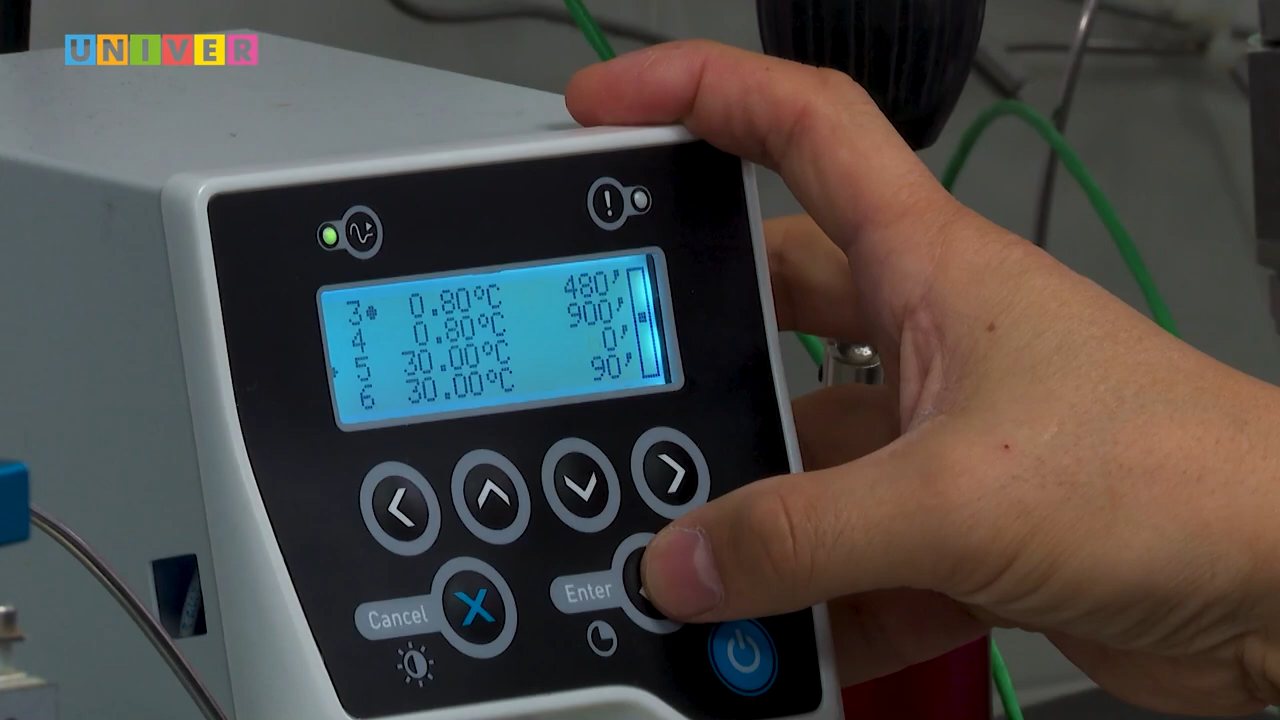 UNIVER
3● 0.80°C 480'
4 0.80°C 900'
5 30.00°C 0'
6 30.00°C 90'
Cancel
Enter